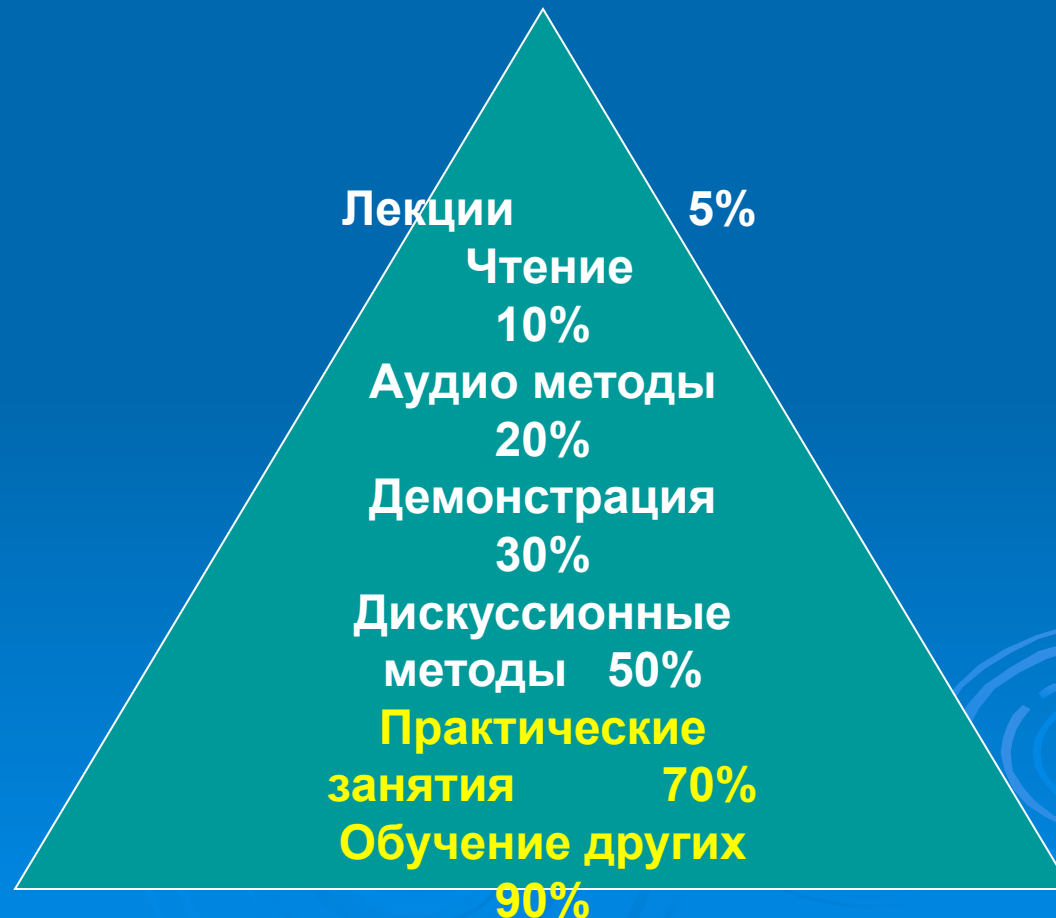 Лекции 5%
Чтение
10%
Аудио методы
20%
Демонстрация
30%
Дискуссионные
методы 50%
Практические
занятия 70%
Обучение других
90%